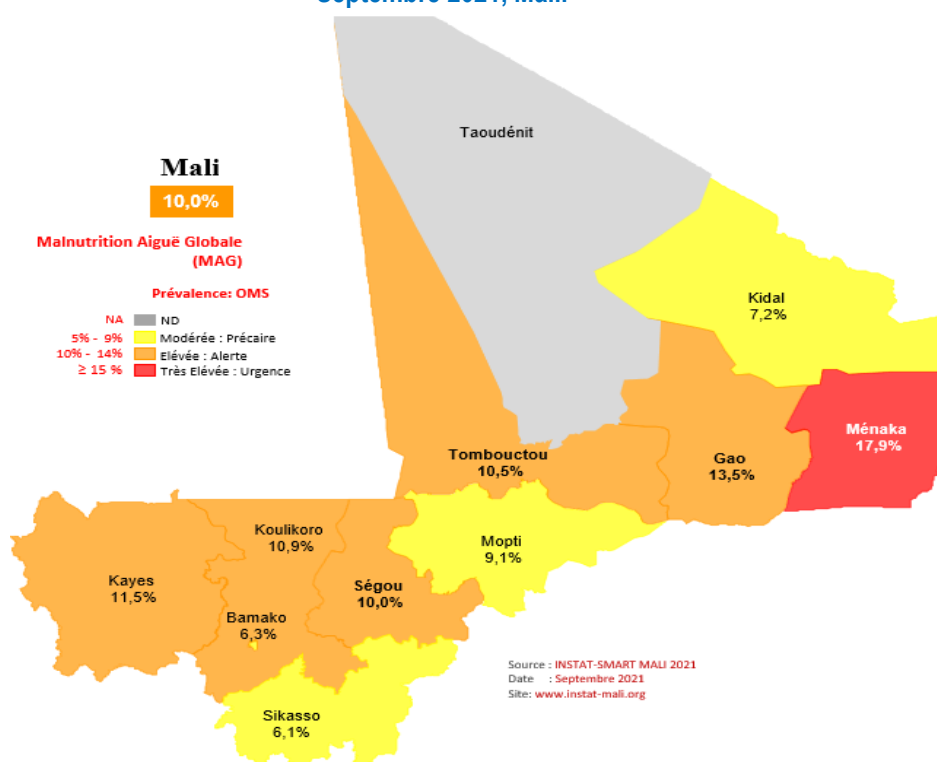 Septembre 2021, Mali
Taoudénit
Mali
10,0%
Malnutrition Aiguë Globale
(MAG)
Prévalence: OMS
NA ND
5% - 9% Modérée : Précaire
10% - 14% Elévée : Alerte
≥ 15 % Très Elévée : Urgence
Kidal
7,2%
Ménaka
17,9%
Gao
13,5%
Tombouctou
10,5%
Mopti
9,1%
Koulikoro
10,9%
Ségou
10,0%
Kayes
11,5%
Bamako
6,3%
Sikasso
6,1%
Source : INSTAT-SMART MALI 2021
Date : Septembre 2021
Site: www.instat-mali.org